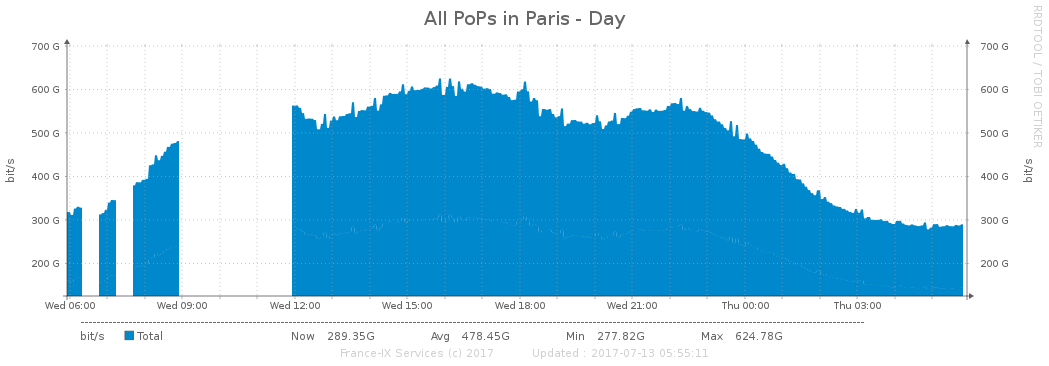 All PoPs in Paris - Day
RRDTOOL / TOBI OETIKER
700 G 700 G
600 G 600 G
500 G 500 G
400 G 400 G
300 G 300 G
200 G 200 G
bit/s bit/s
Wed 06:00 Wed 09:00 Wed 12:00 Wed 15:00 Wed 18:00 Wed 21:00 Thu 00:00 Thu 03:00
bit/s Total Now 289.35G Avg 478.45G Min 277.82G Max 624.78G
France-IX Services (c) 2017 Updated : 2017-07-13 05:55:11